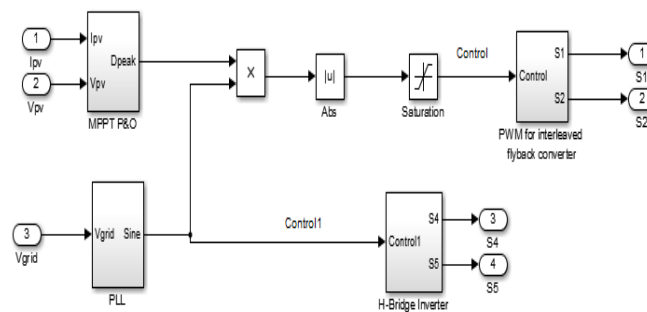 1
Ipv
2
Vpv
Ipv
Vpv
Dpeak
MPPT P&O
×
|u|
Abs
Saturation
Control
Control
S1
S2
PWM for interleaved
flyback converter
1
S1
2
S2
3
Vgrid
Vgrid
Sine
PLL
Control1
Control1
S4
S5
H-Bridge Inverter
3
S4
4
S5